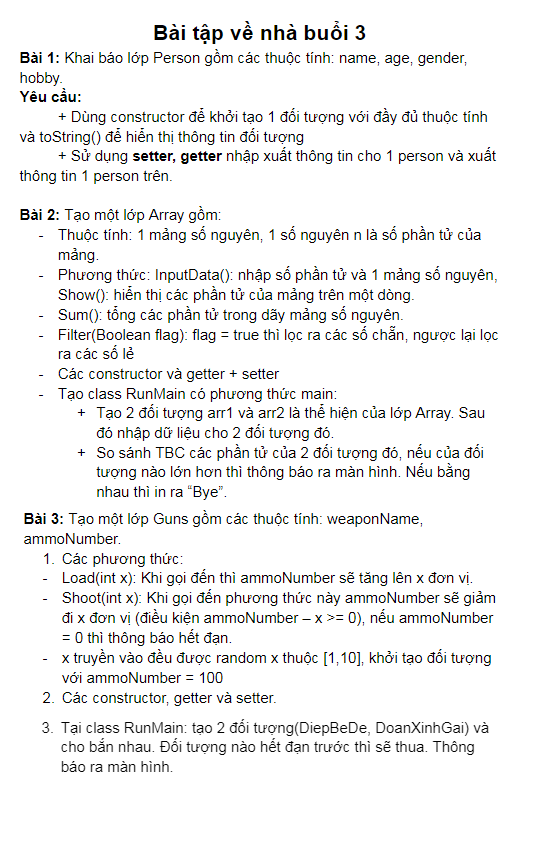 Bài tập về nhà buổi 3
Bài 1: Khai báo lớp Person gồm các thuộc tính: name, age, gender,
hobby.
Yêu cầu:
+ Dùng constructor để khởi tạo 1 đối tượng với đầy đủ thuộc tính
và toString() để hiển thị thông tin đối tượng
+ Sử dụng setter, getter nhập xuất thông tin cho 1 person và xuất
thông tin 1 person trên.
Bài 2: Tạo một lớp Array gồm:
- Thuộc tính: 1 mảng số nguyên, 1 số nguyên n là số phần tử của
mảng.
- Phương thức: InputData(): nhập số phần tử và 1 mảng số nguyên,
Show(): hiển thị các phần tử của mảng trên một dòng.
- Sum(): tổng các phần tử trong dãy mảng số nguyên.
- Filter(Boolean flag): flag = true thì lọc ra các số chẵn, ngược lại lọc
ra các số lẻ
- Các constructor và getter + setter
- Tạo class RunMain có phương thức main:
+ Tạo 2 đối tượng arr1 và arr2 là thể hiện của lớp Array. Sau
đó nhập dữ liệu cho 2 đối tượng đó.
+ So sánh TBC các phần tử của 2 đối tượng đó, nếu của đối
tượng nào lớn hơn thì thông báo ra màn hình. Nếu bằng
nhau thì in ra “Bye”.
Bài 3: Tạo một lớp Guns gồm các thuộc tính: weaponName,
ammoNumber.
1. Các phương thức:
- Load(int x): Khi gọi đến thì ammoNumber sẽ tăng lên x đơn vị.
- Shoot(int x): Khi gọi đến phương thức này ammoNumber sẽ giảm
đi x đơn vị (điều kiện ammoNumber – x >= 0), nếu ammoNumber
= 0 thì thông báo hết đạn.
- x truyền vào đều được random x thuộc [1,10], khởi tạo đối tượng
với ammoNumber = 100
2. Các constructor, getter và setter.
3. Tại class RunMain: tạo 2 đối tượng(DiepBeDe, DoanXinhGai) và
cho bắn nhau. Đối tượng nào hết đạn trước thì sẽ thua. Thông
báo ra màn hình.